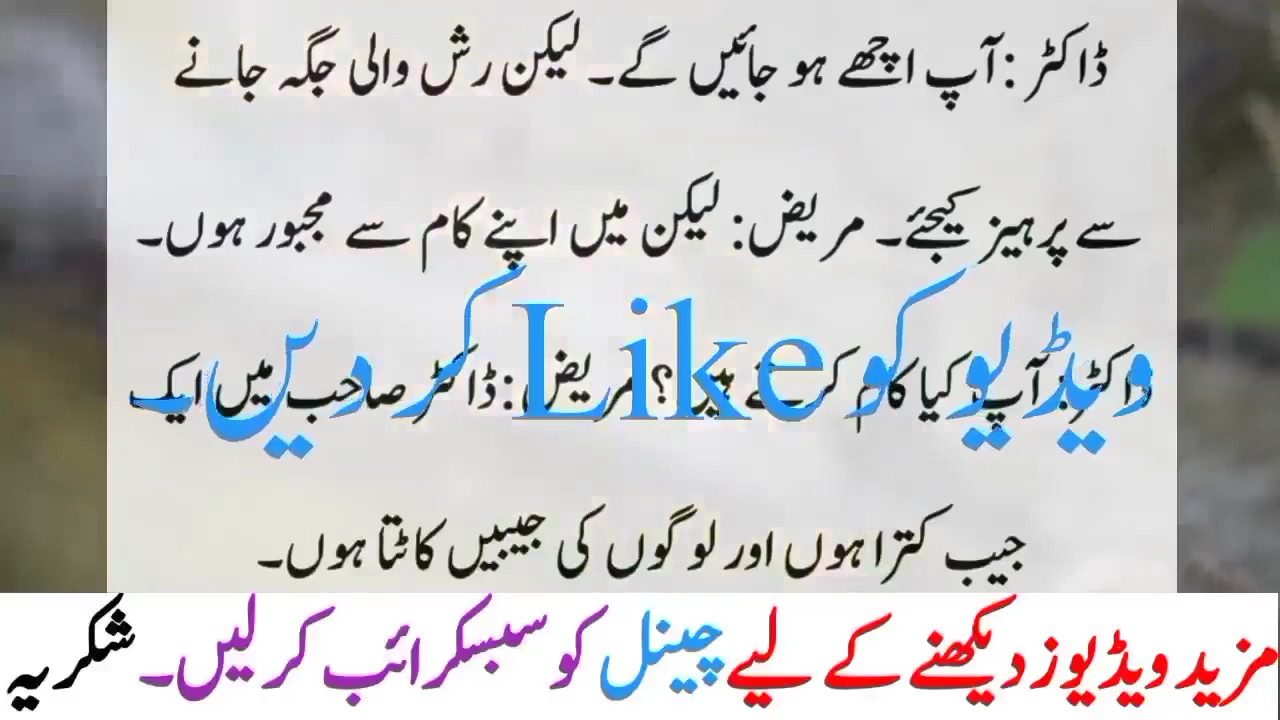 ڈاکٹر :آپ اچھے ہو جائیں گے۔ لیکن رش والی جگہ جانے
سے پرہیز کیجئے۔ مریض: لیکن میں اپنے کام سے مجبور ہوں۔
ڈاکٹر: آپ کیا کام کرتے ہیں؟ مریض :ڈاکٹر صاحب میں ایک
ویڈیو کو Like کر دیں
جیب کترا ہوں اور لوگوں کی جیبیں کاٹتا ہوں۔
مزید ویڈیوز دیکھنے کے لیے چینل کو سبسکرائب کرلیں۔ شکریہ